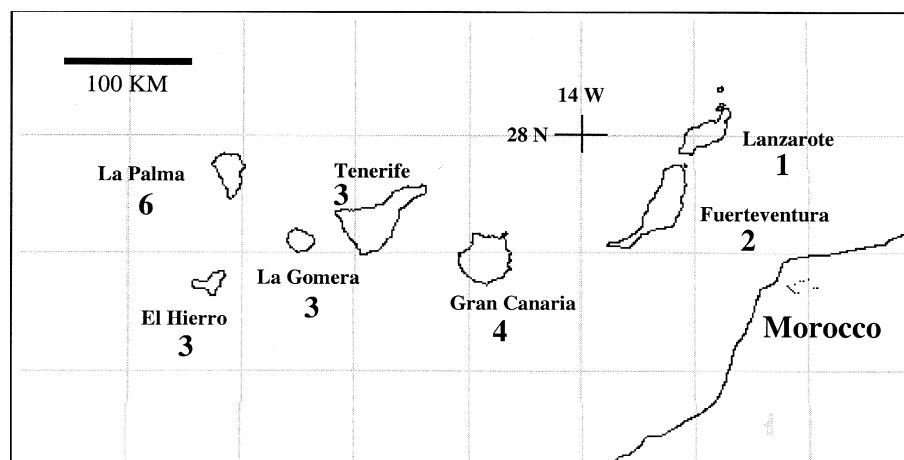 100 KM
14 W
28 N
Lanzarote
1
La Palma
6
Tenerife
3
Fuerteventura
2
La Gomera
3
Gran Canaria
4
El Hierro
3
Morocco